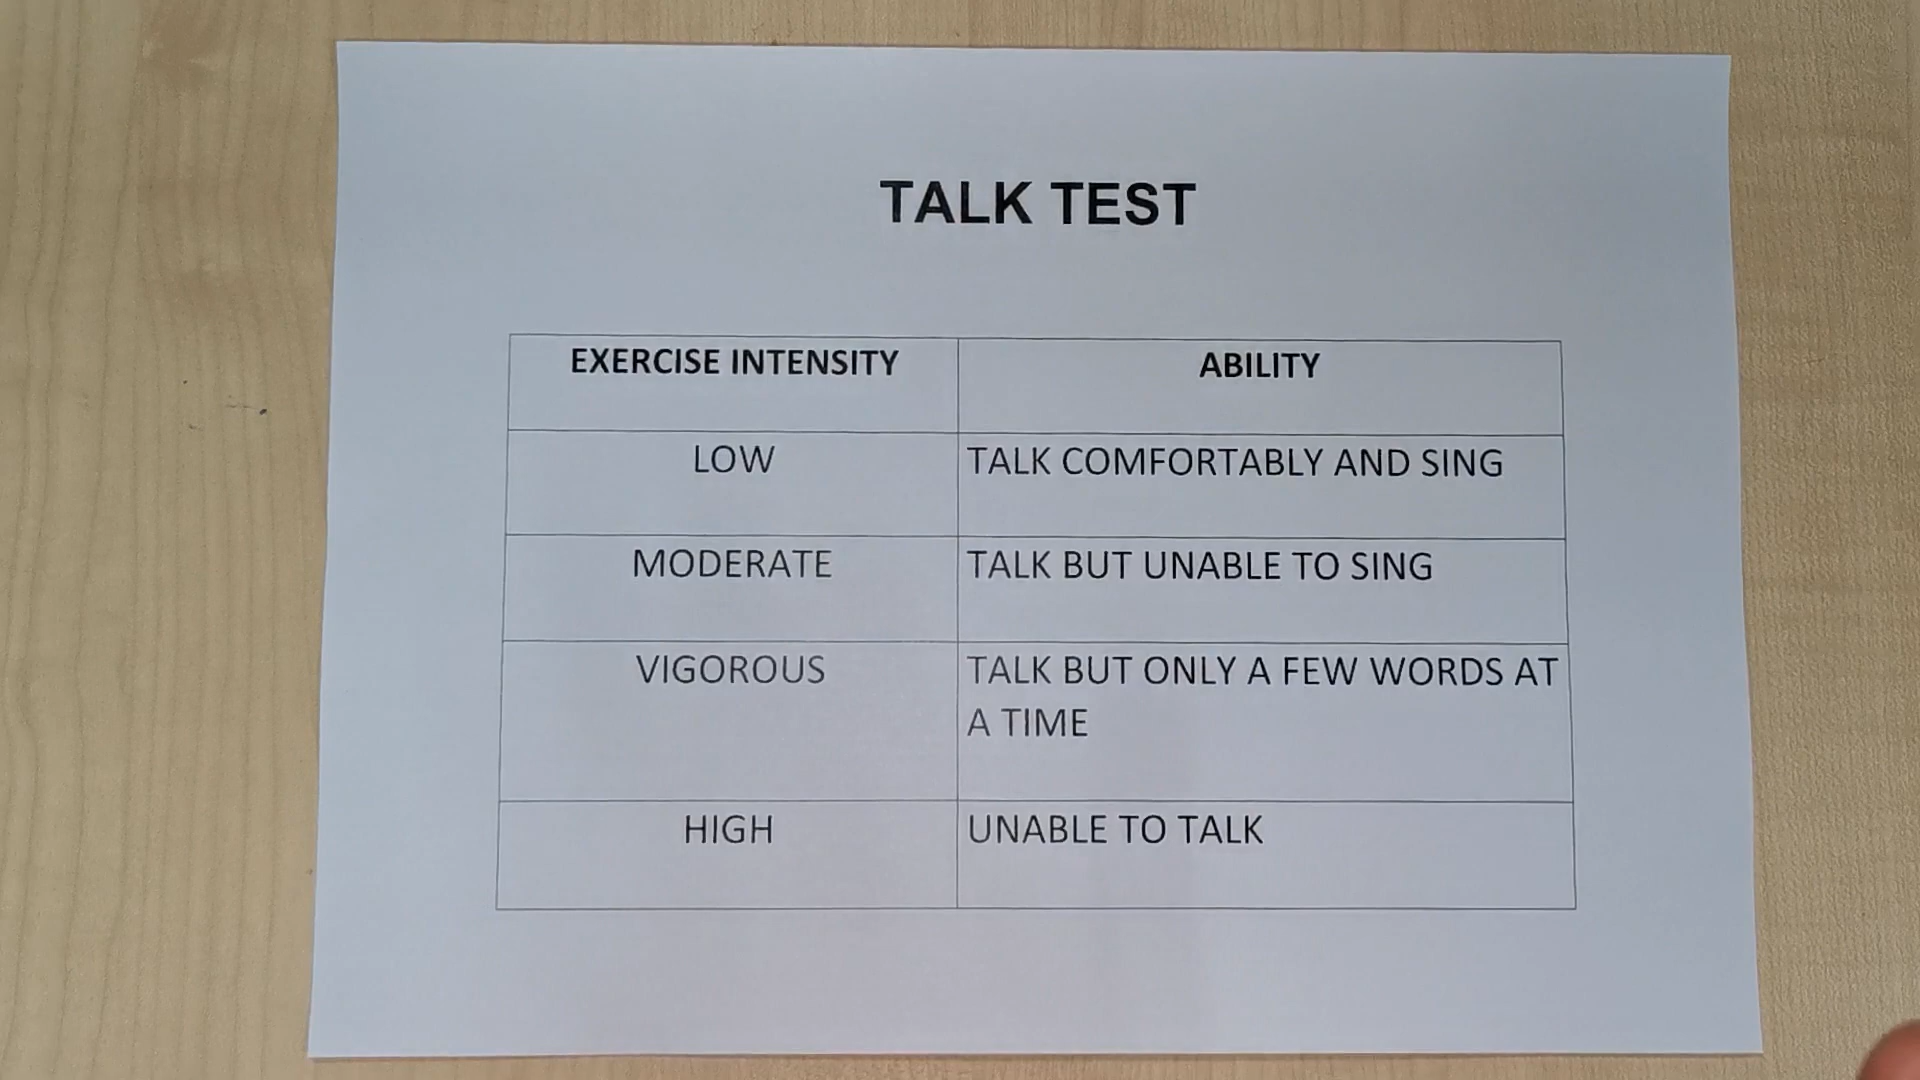 TALK TEST
EXERCISE INTENSITY
ABILITY
LOW
TALK COMFORTABLY AND SING
MODERATE
TALK BUT UNABLE TO SING
VIGOROUS
TALK BUT ONLY A FEW WORDS AT
A TIME
HIGH
UNABLE TO TALK